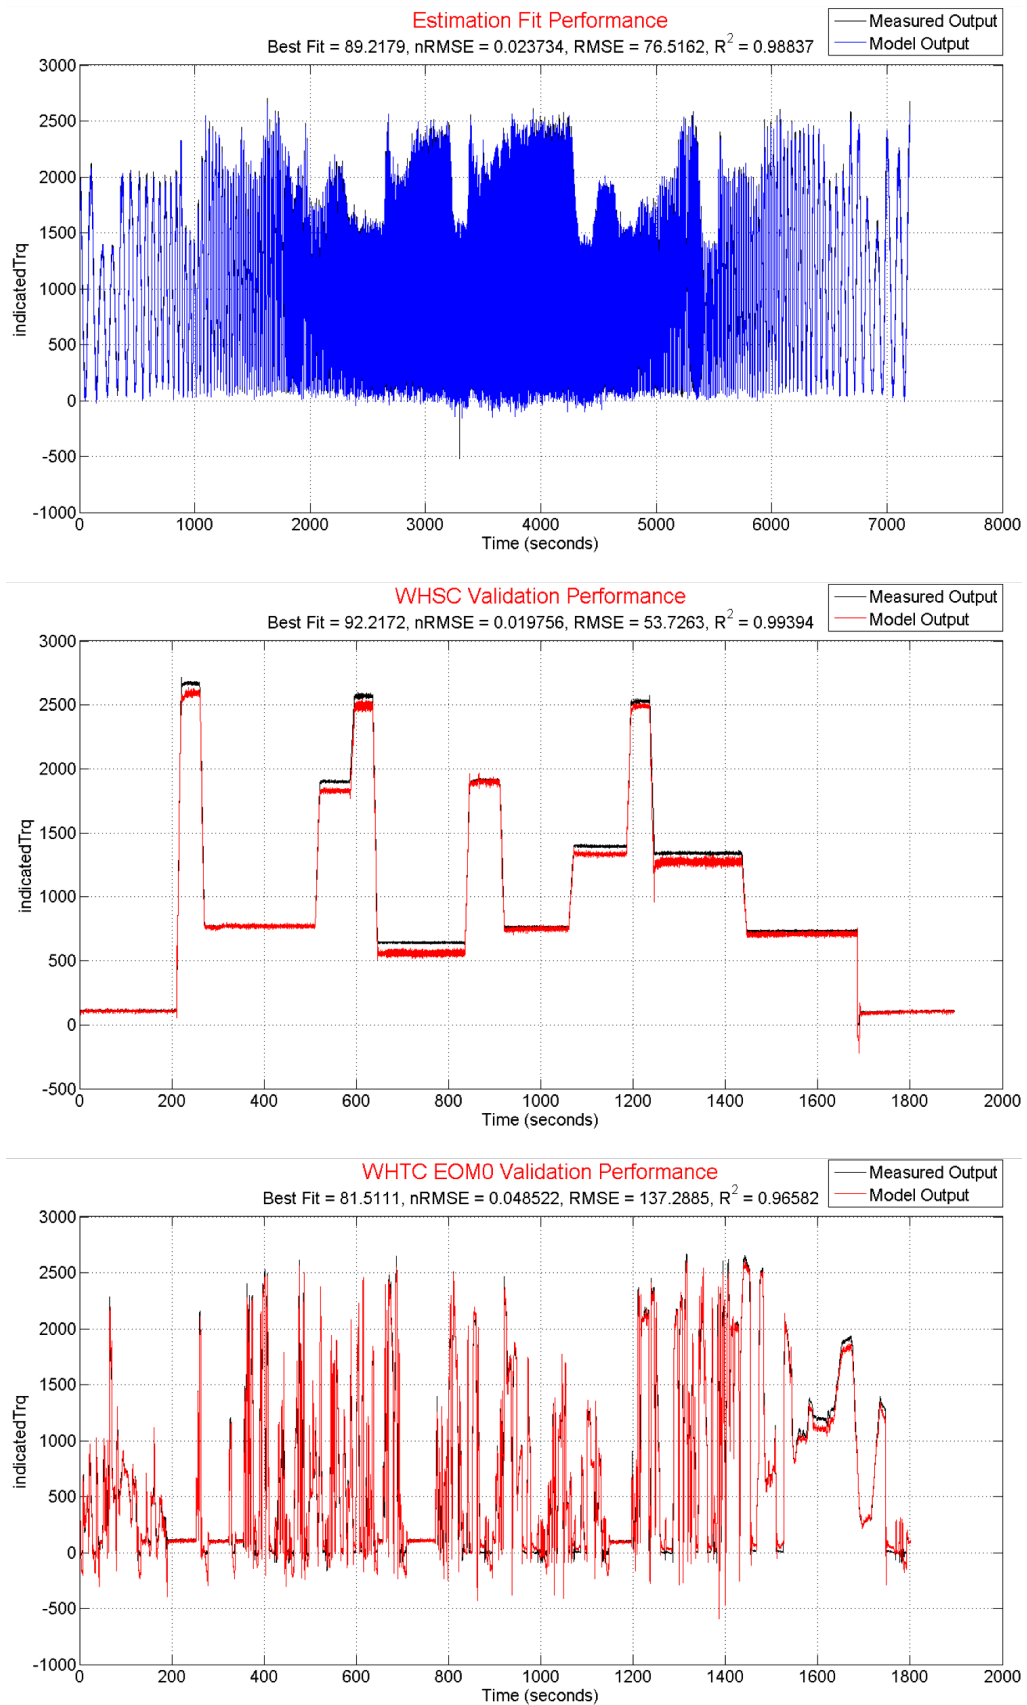 Estimation Fit Performance
Best Fit = 89.2179, nRMSE = 0.023734, RMSE = 76.5162, R² = 0.98837
Measured Output
Model Output
3000
2500
2000
1500
1000
500
0
-500
-1000
indicatedTrq
0 1000 2000 3000 4000 5000 6000 7000 8000
Time (seconds)
WHSC Validation Performance
Best Fit = 92.2172, nRMSE = 0.019756, RMSE = 53.7263, R² = 0.99394
Measured Output
Model Output
3000
2500
2000
1500
1000
500
0
-500
indicatedTrq
0 200 400 600 800 1000 1200 1400 1600 1800 2000
Time (seconds)
WHTC EOM0 Validation Performance
Best Fit = 81.5111, nRMSE = 0.048522, RMSE = 137.2885, R² = 0.96582
Measured Output
Model Output
3000
2500
2000
1500
1000
500
0
-500
-1000
indicatedTrq
0 200 400 600 800 1000 1200 1400 1600 1800 2000
Time (seconds)